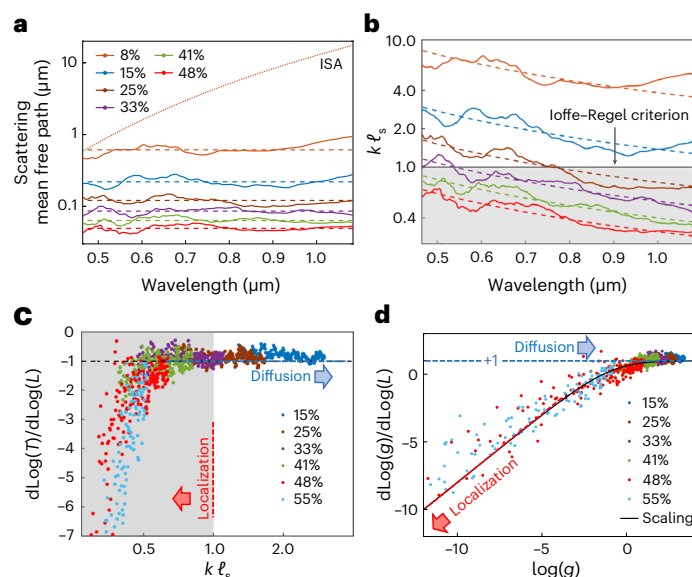 a
Scattering
mean free path (μm)
10
1
0.1
8%
15%
25%
33%
41%
48%
ISA
0.5 0.6 0.7 0.8 0.9 1.0
Wavelength (μm)
b
k ℓs
10.0
4.0
2.0
1.0
0.4
Ioffe–Regel criterion
0.5 0.6 0.7 0.8 0.9 1.0
Wavelength (μm)
c
dLog(T)/dLog(L)
0
-1
-2
-3
-4
-5
-6
-7
Diffusion
Localization
15%
25%
33%
41%
48%
55%
0.5 1.0 2.0
k ℓs
d
dLog(g)/dLog(L)
0
-5
-10
+1
Diffusion
Localization
15%
25%
33%
41%
48%
55%
Scaling
-10 -5 0
log(g)